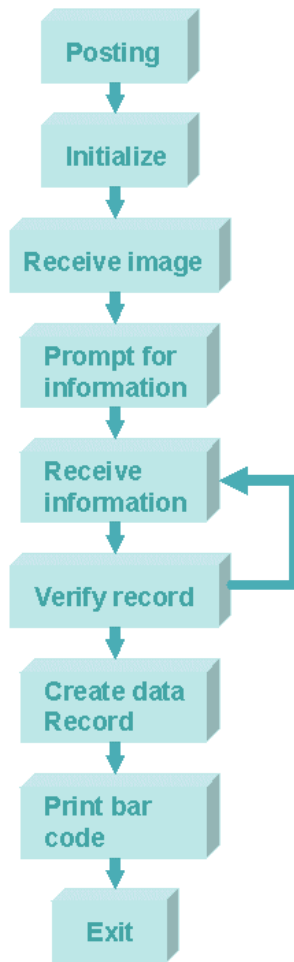 Posting
Initialize
Receive image
Prompt for
information
Receive
information
Verify record
Create data
Record
Print bar
code
Exit